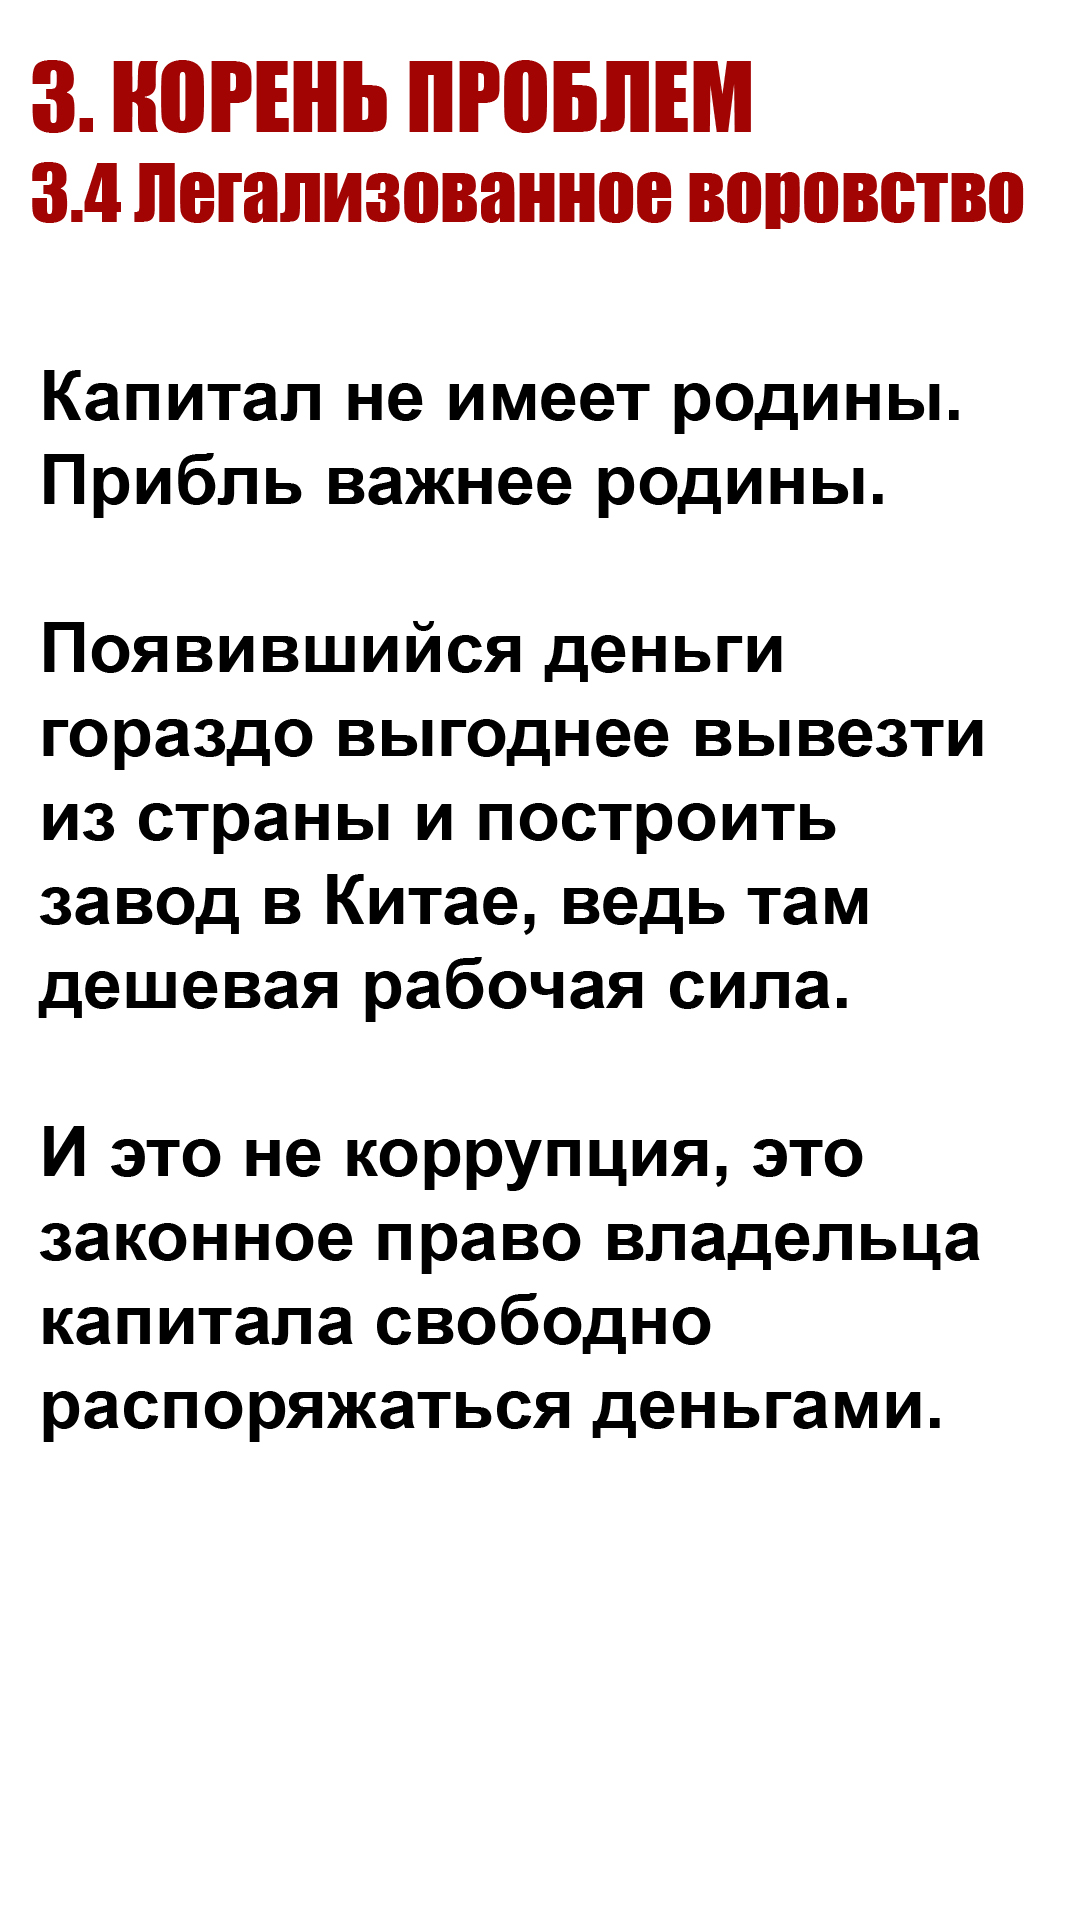 3. КОРЕНЬ ПРОБЛЕМ
3.4 Легализованное воровство
Капитал не имеет родины.
Прибль важнее родины.
Появившийся деньги
гораздо выгоднее вывезти
из страны и построить
завод в Китае, ведь там
дешевая рабочая сила.
И это не коррупция, это
законное право владельца
капитала свободно
распоряжаться деньгами.